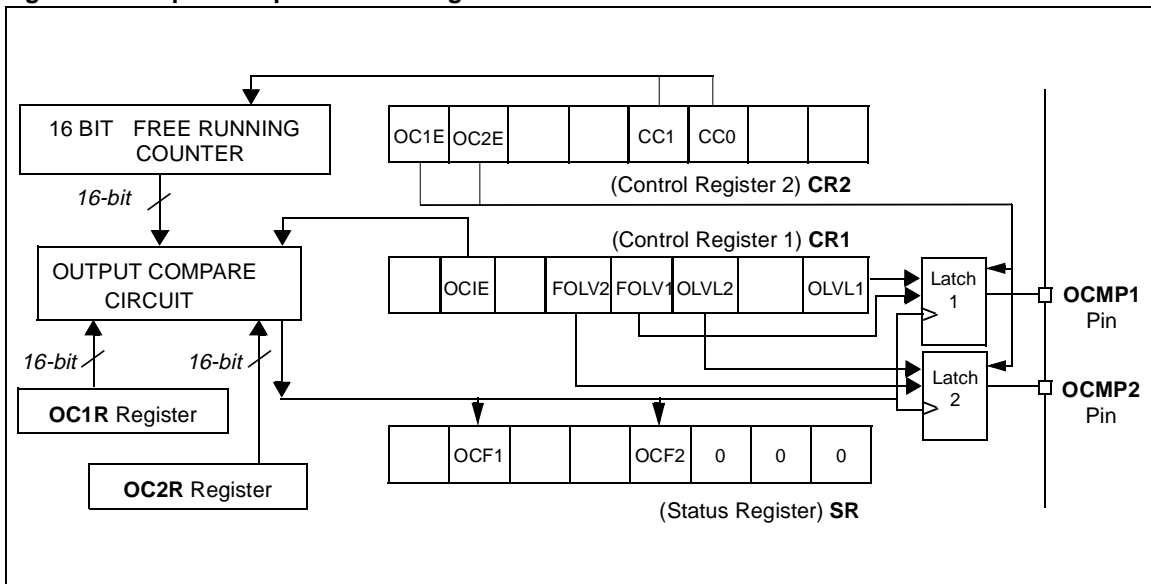 16 BIT FREE RUNNING
COUNTER
OC1E OC2E CC1 CC0
(Control Register 2) CR2
16-bit
(Control Register 1) CR1
OUTPUT COMPARE
CIRCUIT
OCIE FOLV2 FOLV1 OLVL2 OLVL1
Latch
1
OCMP1
Pin
16-bit
16-bit
Latch
2
OCMP2
Pin
OC1R Register
OCF1 OCF2 0 0 0
OC2R Register
(Status Register) SR